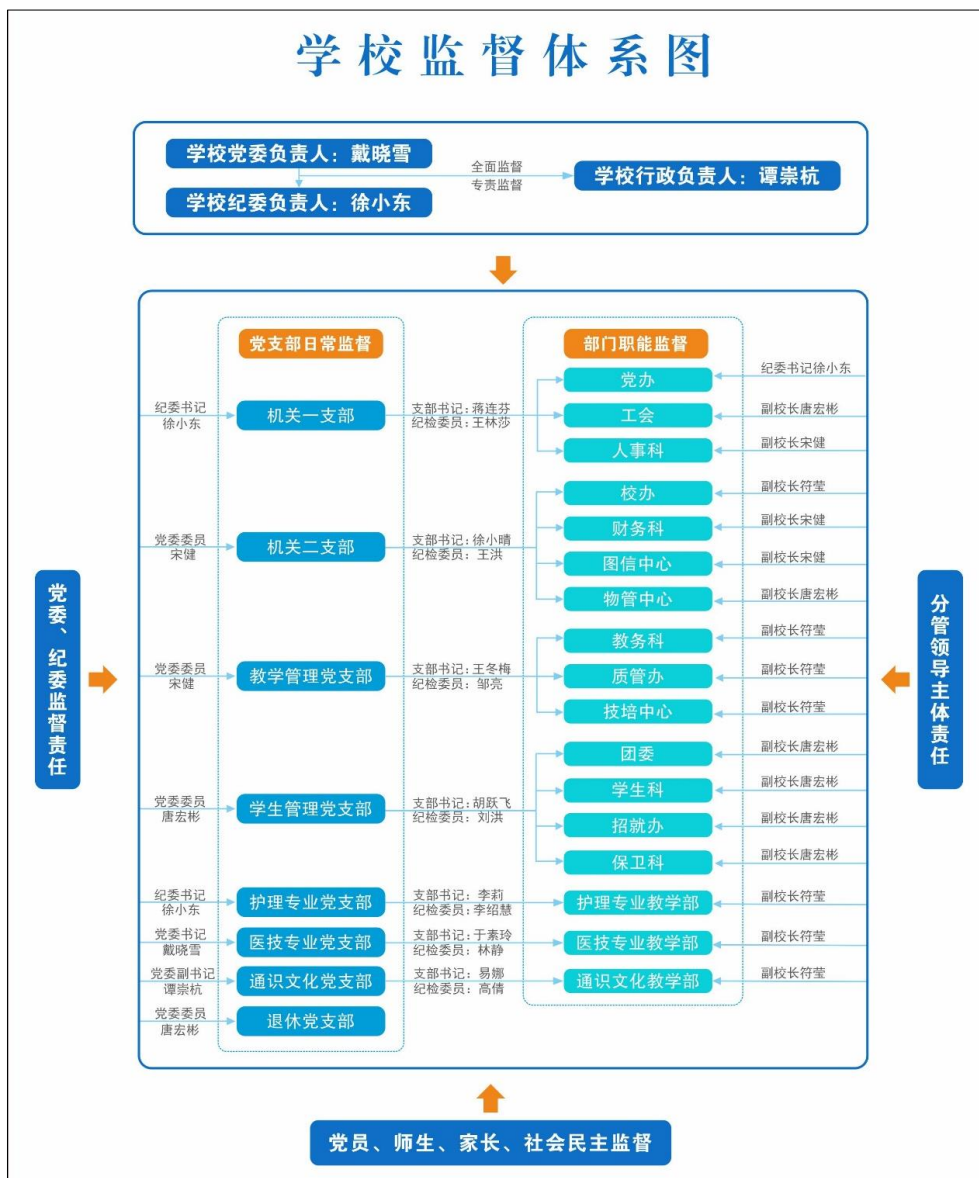 学校监督体系图
学校党委负责人：戴晓雪
全面监督
专责监督
学校行政负责人：谭崇杭
学校纪委负责人：徐小东
党支部日常监督
部门职能监督
纪委书记
徐小东
机关一支部
支部书记：蒋连芬
纪检委员：王林莎
党办
纪委书记徐小东
工会
副校长唐宏彬
人事科
副校长宋健
党委委员
宋健
机关二支部
支部书记：徐小晴
纪检委员：王洪
校办
副校长符莹
财务科
副校长宋健
图信中心
副校长宋健
物管中心
副校长唐宏彬
党委委员
宋健
教学管理党支部
支部书记：王冬梅
纪检委员：邹亮
教务科
副校长符莹
质管办
副校长符莹
技培中心
副校长符莹
党委委员
唐宏彬
学生管理党支部
支部书记：胡跃飞
纪检委员：刘洪
团委
副校长唐宏彬
学生科
副校长唐宏彬
招就办
副校长唐宏彬
保卫科
副校长唐宏彬
纪委书记
徐小东
护理专业党支部
支部书记：李莉
纪检委员：李绍慧
护理专业教学部
副校长符莹
党委书记
戴晓雪
医技专业党支部
支部书记：于素玲
纪检委员：林静
医技专业教学部
副校长符莹
党委副书记
谭崇杭
通识文化党支部
支部书记：易娜
纪检委员：高倩
通识文化教学部
副校长符莹
党委委员
唐宏彬
退休党支部
党委、纪委监督责任
分管领导主体责任
党员、师生、家长、社会民主监督